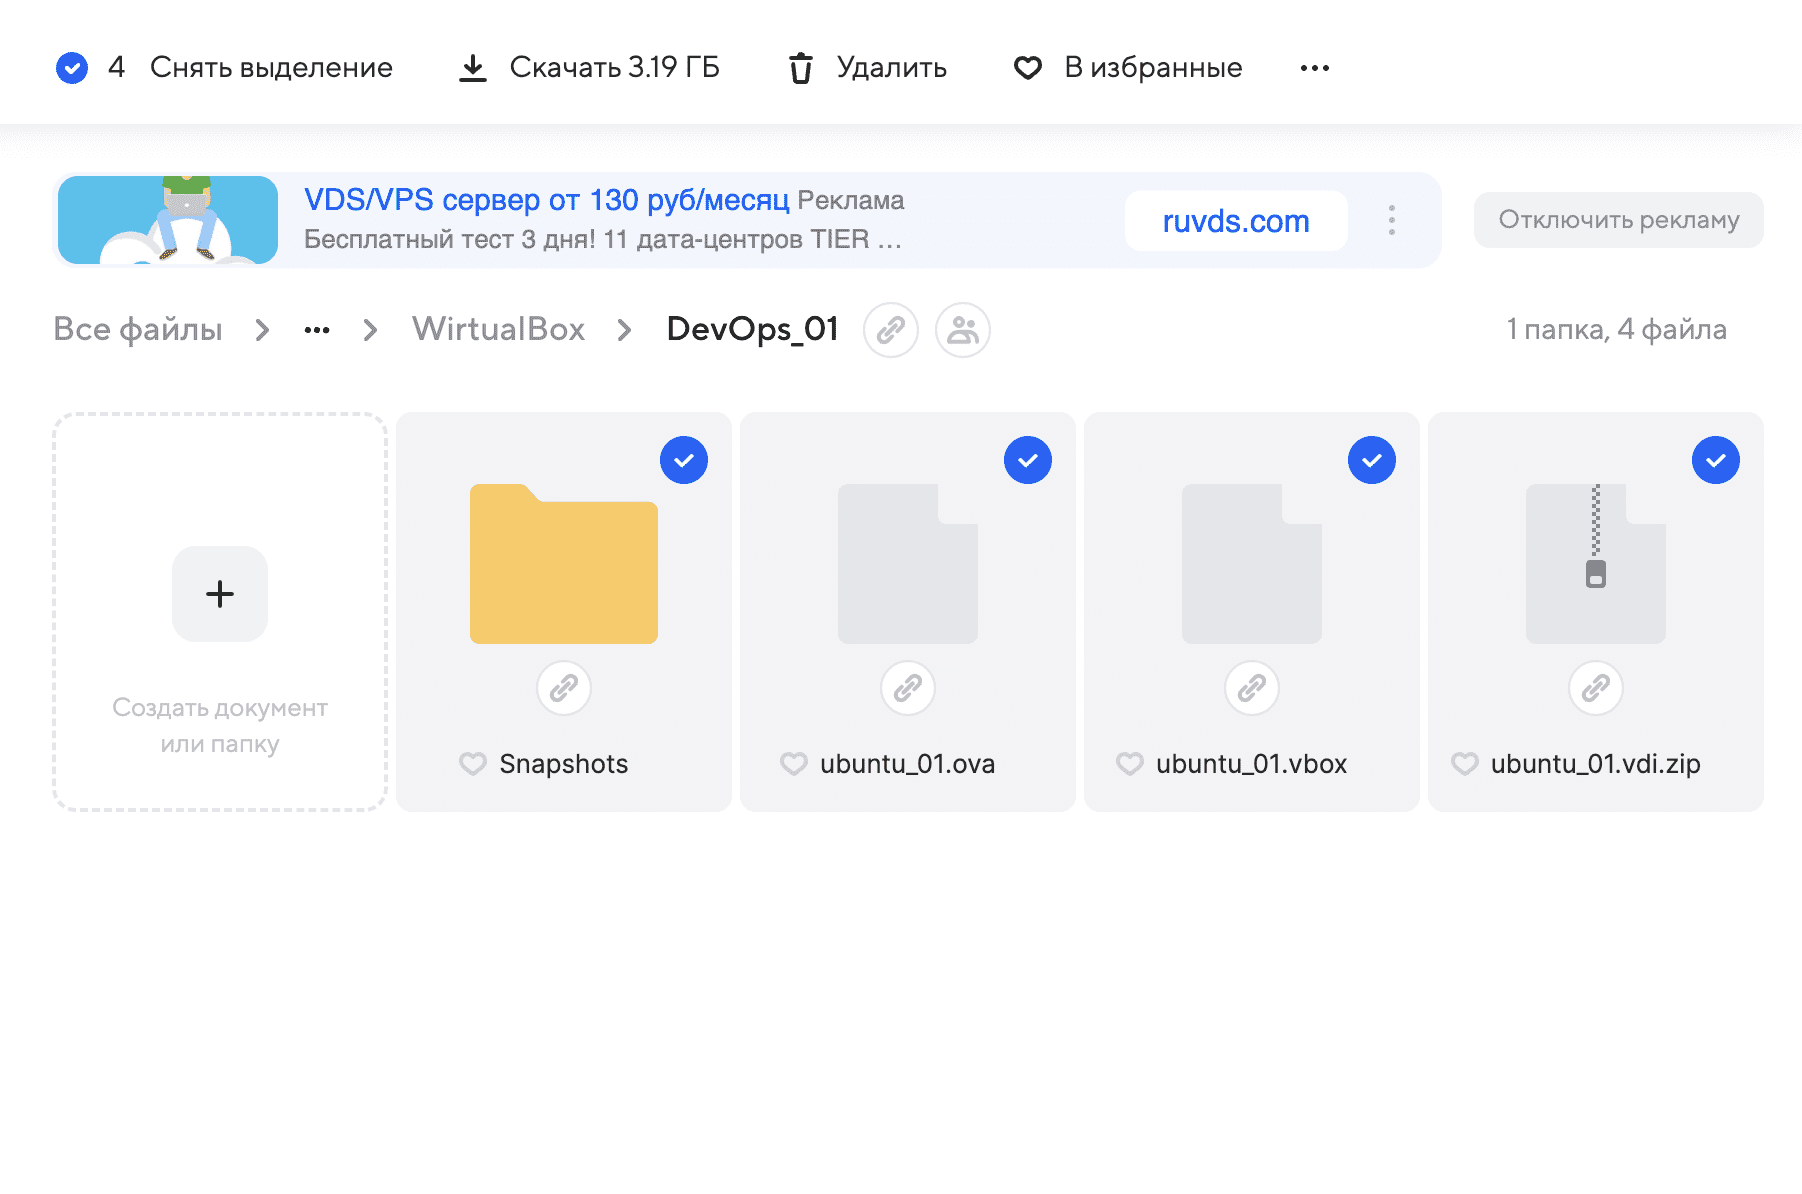 4 Снять выделение Скачать 3.19 ГБ Удалить В избранные ...
VDS/VPS сервер от 130 руб/месяц Реклама
Бесплатный тест 3 дня! 11 дата-центров TIER ...
ruvds.com
Отключить рекламу
Все файлы > ... > WirtualBox > DevOps_01
1 папка, 4 файла
Создать документ
или папку
Snapshots
ubuntu_01.ova
ubuntu_01.vbox
ubuntu_01.vdi.zip